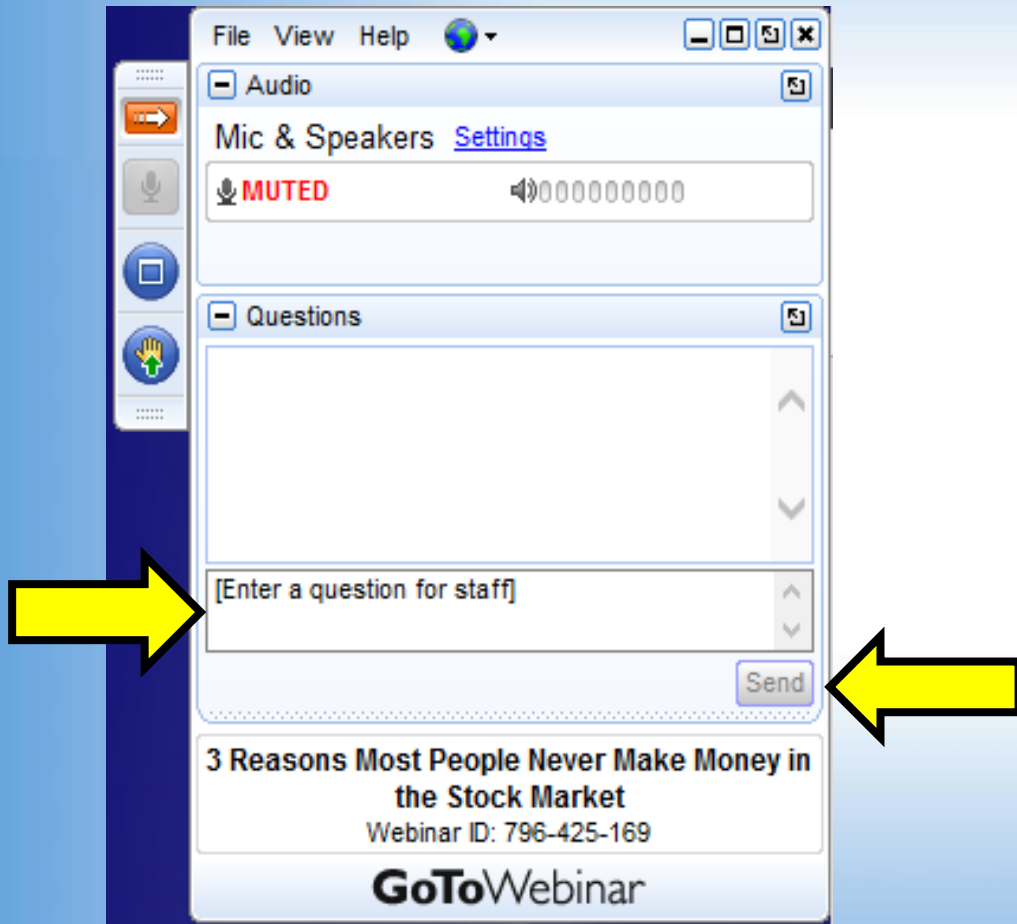 File View Help
Audio
Mic & Speakers Settings
MUTED 000000000
Questions
[Enter a question for staff]
Send
3 Reasons Most People Never Make Money in
the Stock Market
Webinar ID: 796-425-169
GoToWebinar